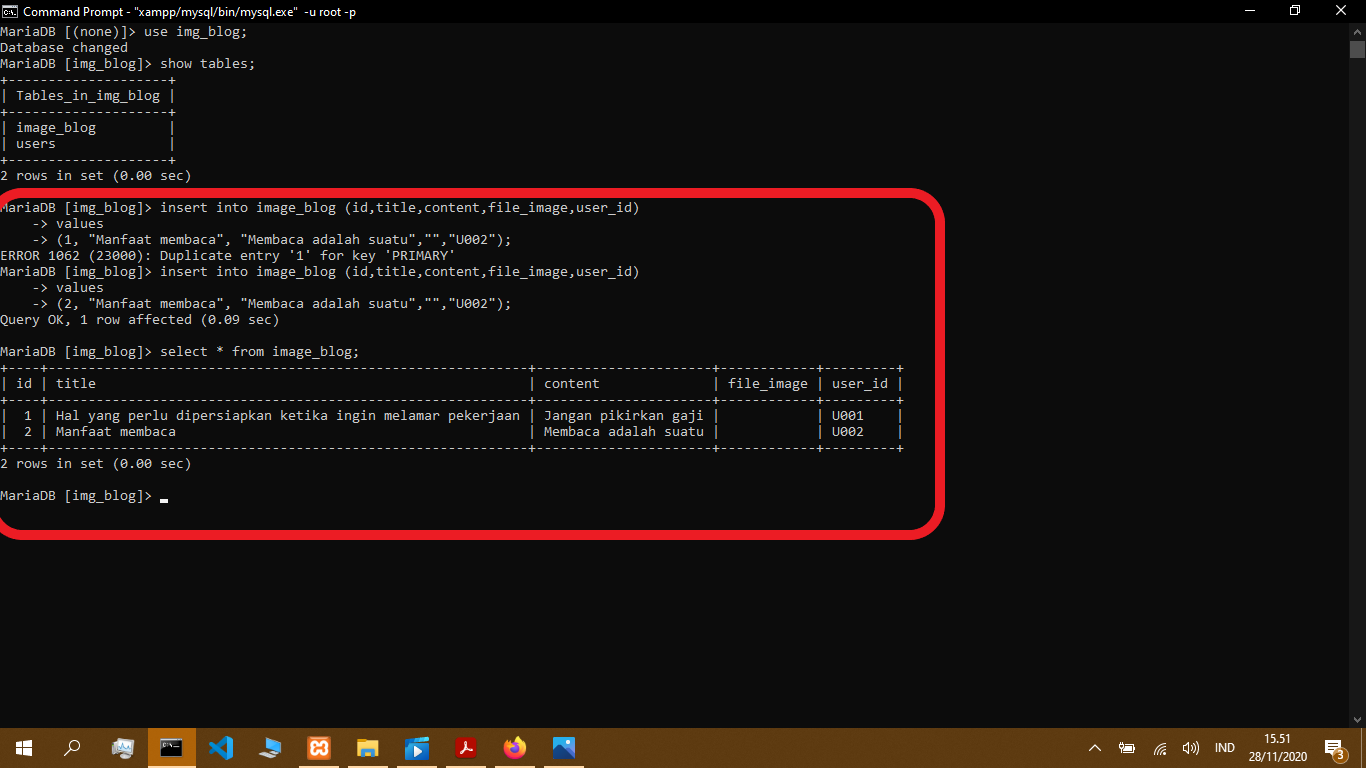 Command Prompt - "xampp/mysql/bin/mysql.exe" -u root -p
MariaDB [(none)]> use img_blog;
Database changed
MariaDB [img_blog]> show tables;
+--------------------+
| Tables_in_img_blog |
+--------------------+
| image_blog         |
| users              |
+--------------------+
2 rows in set (0.00 sec)
MariaDB [img_blog]> insert into image_blog (id,title,content,file_image,user_id)
    -> values
    -> (1, "Manfaat membaca", "Membaca adalah suatu","","U002");
ERROR 1062 (23000): Duplicate entry '1' for key 'PRIMARY'
MariaDB [img_blog]> insert into image_blog (id,title,content,file_image,user_id)
    -> values
    -> (2, "Manfaat membaca", "Membaca adalah suatu","","U002");
Query OK, 1 row affected (0.09 sec)
MariaDB [img_blog]> select * from image_blog;
+----+------------------------------------------------------------+----------------------+------------+---------+
| id | title                                                      | content              | file_image | user_id |
+----+------------------------------------------------------------+----------------------+------------+---------+
|  1 | Hal yang perlu dipersiapkan ketika ingin melamar pekerjaan | Jangan pikirkan gaji |            | U001    |
|  2 | Manfaat membaca                                            | Membaca adalah suatu |            | U002    |
+----+------------------------------------------------------------+----------------------+------------+---------+
2 rows in set (0.00 sec)
MariaDB [img_blog]>
IND
15.51
28/11/2020
3